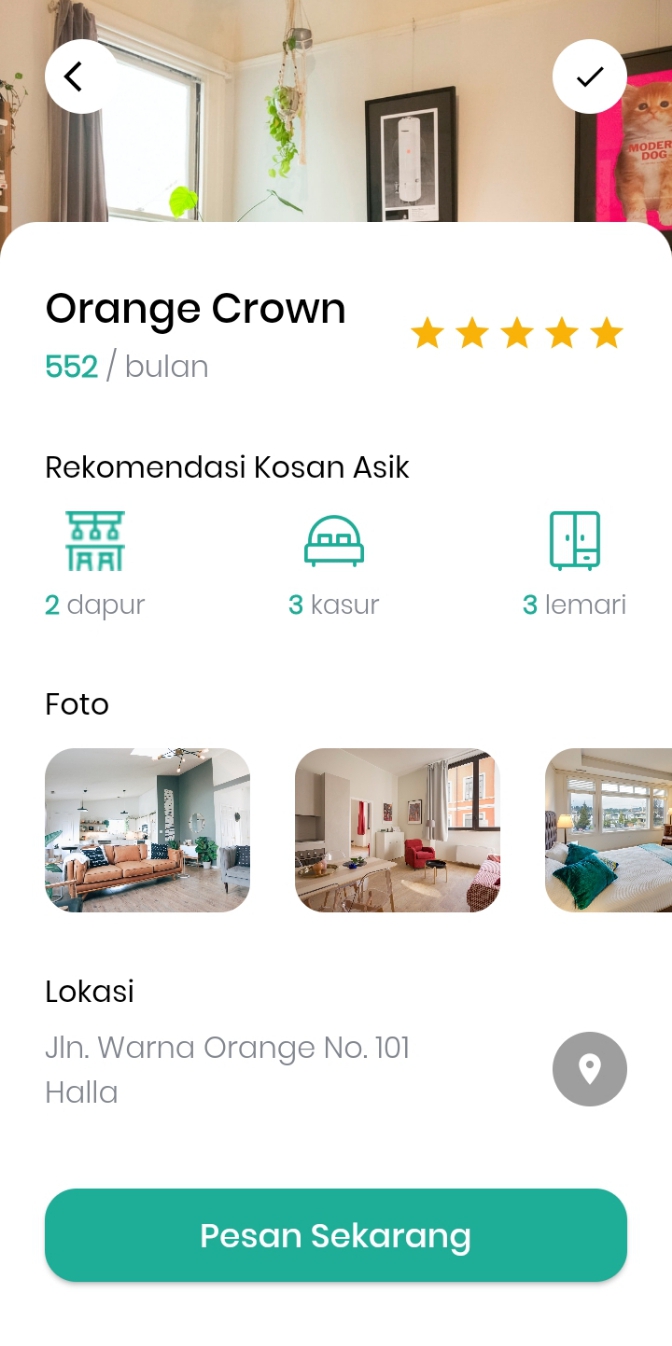 MODERN
DOG
Orange Crown
552 / bulan
Rekomendasi Kosan Asik
2 dapur
3 kasur
3 lemari
Foto
Lokasi
Jln. Warna Orange No. 101
Halla
Pesan Sekarang